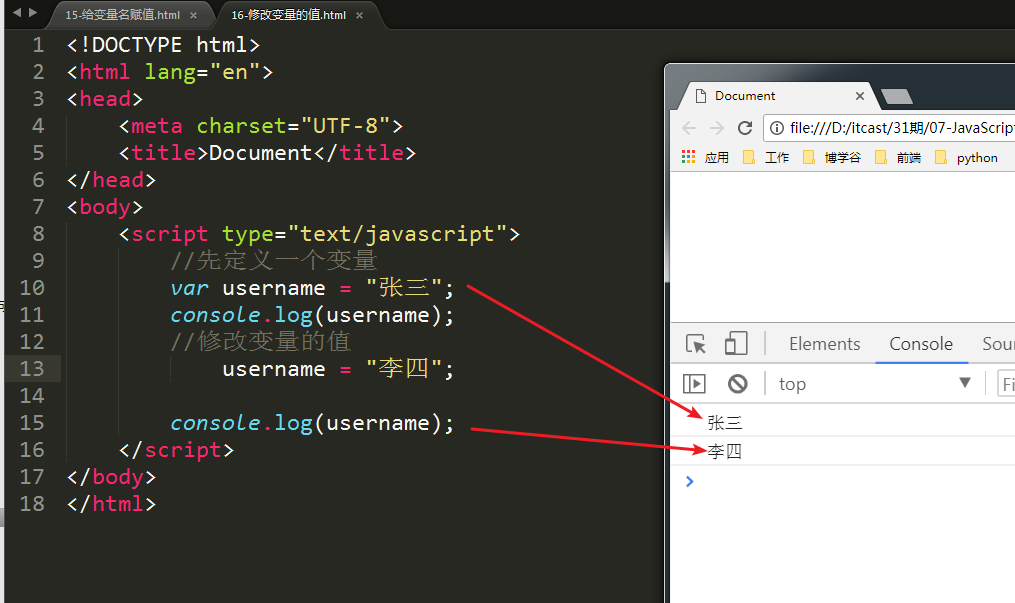 15-给变量名赋值.html × 16-修改变量的值.html ×
1 <!DOCTYPE html>
2 <html lang="en">
3 <head>
4 <meta charset="UTF-8">
5 <title>Document</title>
6 </head>
7 <body>
8 <script type="text/javascript">
9 //先定义一个变量
10 var username = "张三";
11 console.log(username);
12 //修改变量的值
13 username = "李四";
14
15 console.log(username);
16 </script>
17 </body>
18 </html>
Document ×
file:///D:/itcast/31期/07-JavaScript
应用 工作 博学谷 前端 python
Elements Console Sour
top Fi
张三
李四